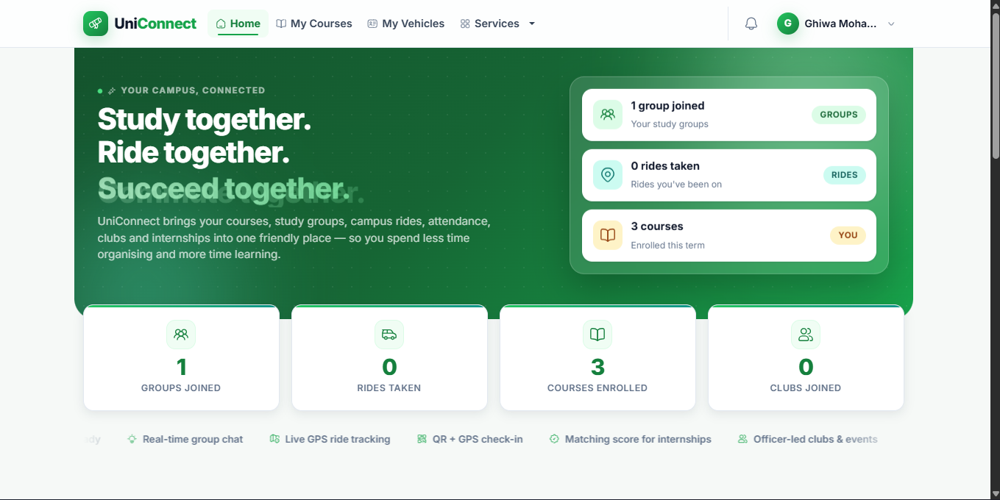 UniConnect
Home
My Courses
My Vehicles
Services
G
Ghiwa Moha...
YOUR CAMPUS, CONNECTED
Study together.
Ride together.
Succeed together.
UniConnect brings your courses, study groups, campus rides, attendance,
clubs and internships into one friendly place — so you spend less time
organising and more time learning.
1 group joined
Your study groups
GROUPS
0 rides taken
Rides you've been on
RIDES
3 courses
Enrolled this term
YOU
1
GROUPS JOINED
0
RIDES TAKEN
3
COURSES ENROLLED
0
CLUBS JOINED
Real-time group chat
Live GPS ride tracking
QR + GPS check-in
Matching score for internships
Officer-led clubs & events